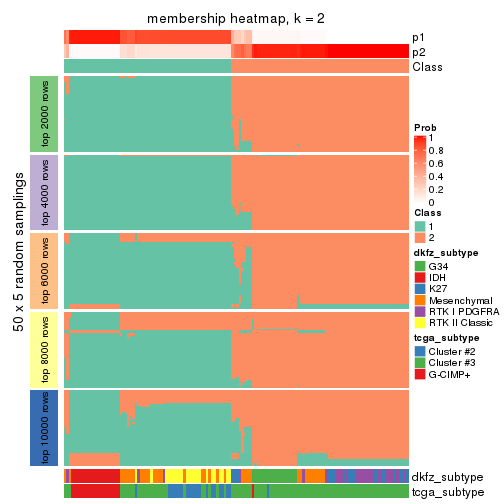 membership heatmap, k = 2
p1
p2
Class
50 x 5 random samplings
top 2000 rows
top 4000 rows
top 6000 rows
top 8000 rows
top 10000 rows
dkfz_subtype
tcga_subtype
Prob
1
0.8
0.6
0.4
0.2
0
Class
1
2
dkfz_subtype
G34
IDH
K27
Mesenchymal
RTK I PDGFRA
RTK II Classic
tcga_subtype
Cluster #2
Cluster #3
G-CIMP+